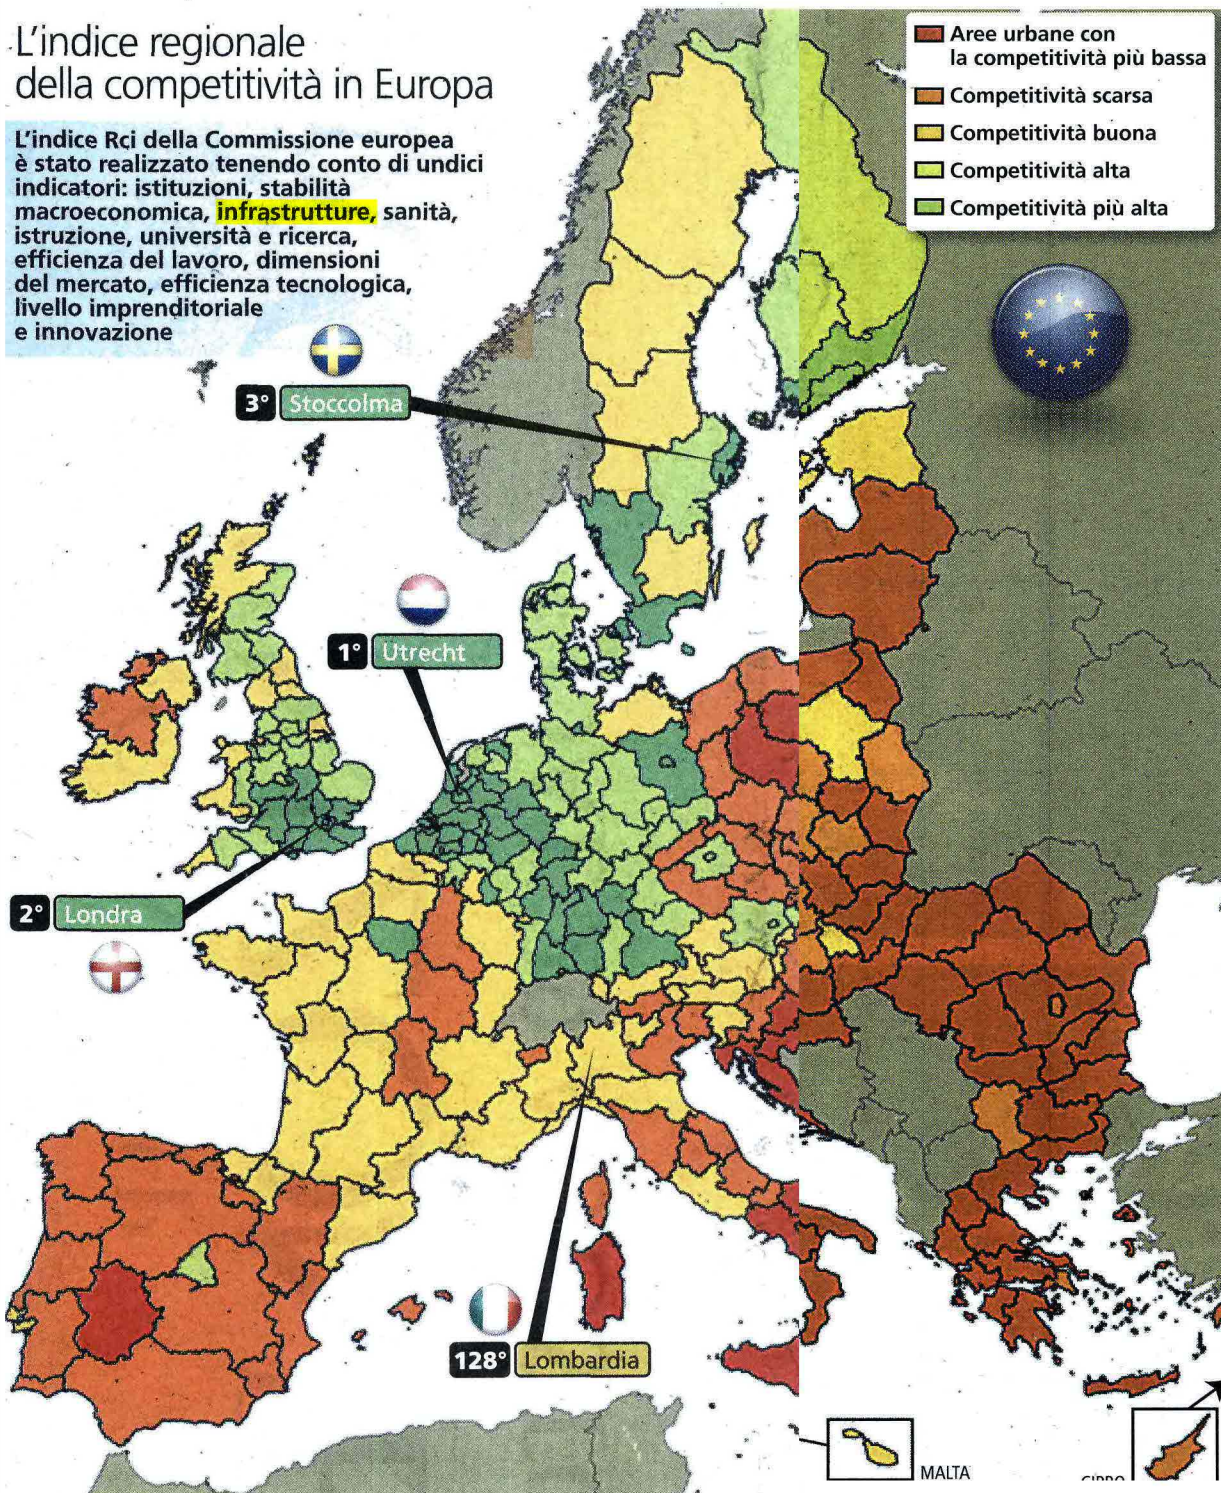 L'indice regionale
della competitività in Europa
L'indice Rci della Commissione europea
è stato realizzato tenendo conto di undici
indicatori: istituzioni, stabilità
macroeconomica, infrastrutture, sanità,
istruzione, università e ricerca,
efficienza del lavoro, dimensioni
del mercato, efficienza tecnologica,
livello imprenditoriale
e innovazione
Aree urbane con
la competitività più bassa
Competitività scarsa
Competitività buona
Competitività alta
Competitività più alta
3° Stoccolma
1° Utrecht
2° Londra
128° Lombardia
MALTA